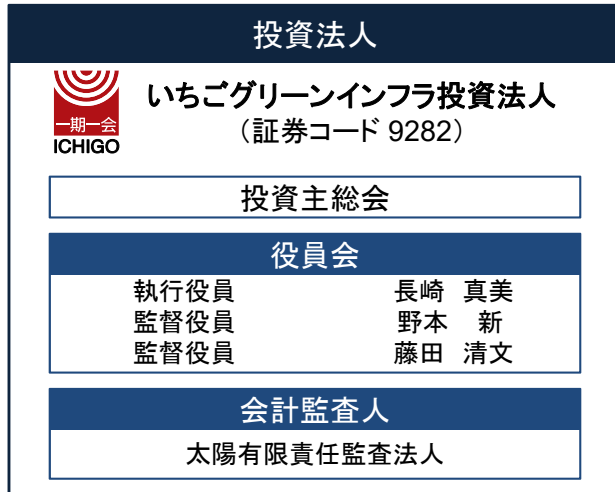 投資法人
一期一会
ICHIGO
いちごグリーンインフラ投資法人
（証券コード 9282）
投資主総会
役員会
執行役員 長崎 真美
監督役員 野本 新
監督役員 藤田 清文
会計監査人
太陽有限責任監査法人